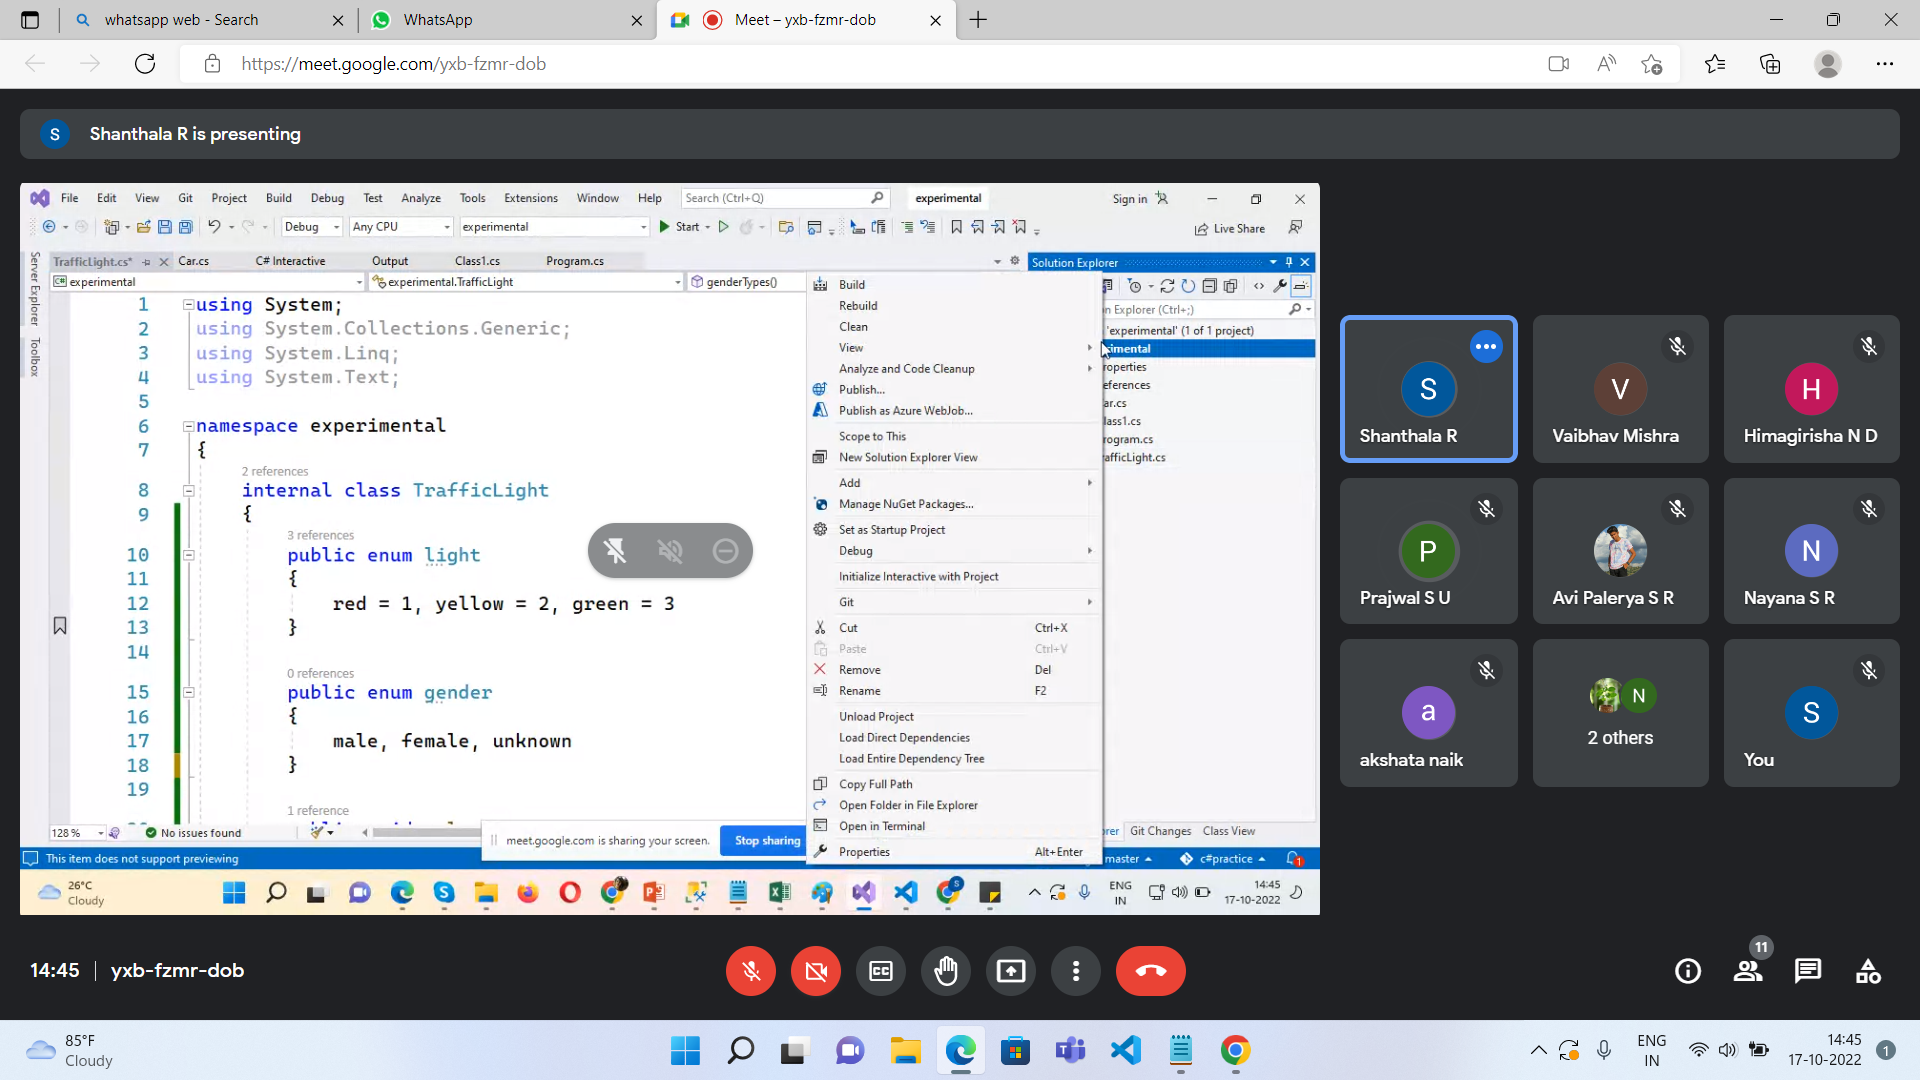 whatsapp web - Search
WhatsApp
Meet – yxb-fzmr-dob
https://meet.google.com/yxb-fzmr-dob
S
Shanthala R is presenting
File Edit View Git Project Build Debug Test Analyze Tools Extensions Window Help
Search (Ctrl+Q)
experimental
Sign in
Debug
Any CPU
experimental
Start
Live Share
Server Explorer
Toolbox
TrafficLight.cs*
Car.cs
C# Interactive
Output
Class1.cs
Program.cs
C# experimental
experimental.TrafficLight
genderTypes()
1 using System;
2 using System.Collections.Generic;
3 using System.Linq;
4 using System.Text;
5
6 namespace experimental
7 {
2 references
8 internal class TrafficLight
9 {
3 references
10 public enum light
11 {
12 red = 1, yellow = 2, green = 3
13 }
14
0 references
15 public enum gender
16 {
17 male, female, unknown
18 }
19
1 reference
128 %
No issues found
This item does not support previewing
meet.google.com is sharing your screen.
Stop sharing
Build
Rebuild
Clean
View
Analyze and Code Cleanup
Publish...
Publish as Azure WebJob...
Scope to This
New Solution Explorer View
Add
Manage NuGet Packages...
Set as Startup Project
Debug
Initialize Interactive with Project
Git
Cut Ctrl+X
Paste Ctrl+V
Remove Del
Rename F2
Unload Project
Load Direct Dependencies
Load Entire Dependency Tree
Copy Full Path
Open Folder in File Explorer
Open in Terminal
Properties Alt+Enter
Solution Explorer
on Explorer (Ctrl+;)
'experimental' (1 of 1 project)
rimental
roperties
eferences
ar.cs
lass1.cs
rogram.cs
rafficLight.cs
rer Git Changes Class View
master
c#practice
1
26°C
Cloudy
S
ENG
IN
14:45
17-10-2022
S
Shanthala R
V
Vaibhav Mishra
H
Himagirisha N D
P
Prajwal S U
Avi Palerya S R
N
Nayana S R
a
akshata naik
N
2 others
S
You
14:45
yxb-fzmr-dob
CC
11
85°F
Cloudy
ENG
IN
14:45
17-10-2022
1